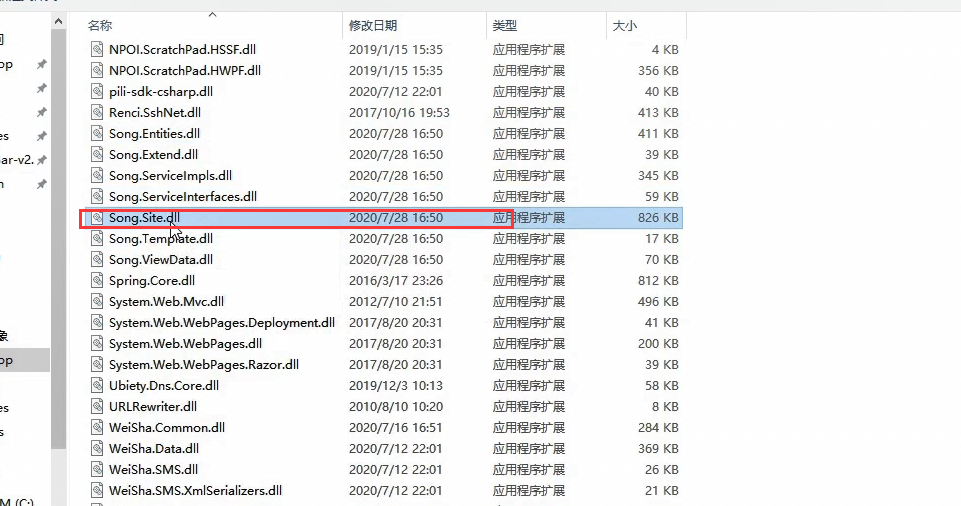 名称 修改日期 类型 大小
NPOI.ScratchPad.HSSF.dll 2019/1/15 15:35 应用程序扩展 4 KB
NPOI.ScratchPad.HWPF.dll 2019/1/15 15:35 应用程序扩展 356 KB
op pili-sdk-csharp.dll 2020/7/12 22:01 应用程序扩展 40 KB
Renci.SshNet.dll 2017/10/16 19:53 应用程序扩展 413 KB
es Song.Entities.dll 2020/7/28 16:50 应用程序扩展 411 KB
ar-v2. Song.Extend.dll 2020/7/28 16:50 应用程序扩展 39 KB
Song.ServiceImpls.dll 2020/7/28 16:50 应用程序扩展 345 KB
Song.ServiceInterfaces.dll 2020/7/28 16:50 应用程序扩展 59 KB
Song.Site.dll 2020/7/28 16:50 应用程序扩展 826 KB
Song.Template.dll 2020/7/28 16:50 应用程序扩展 17 KB
Song.ViewData.dll 2020/7/28 16:50 应用程序扩展 70 KB
Spring.Core.dll 2016/3/17 23:26 应用程序扩展 812 KB
System.Web.Mvc.dll 2012/7/10 21:51 应用程序扩展 496 KB
System.Web.WebPages.Deployment.dll 2017/8/20 20:31 应用程序扩展 41 KB
象 System.Web.WebPages.dll 2017/8/20 20:31 应用程序扩展 200 KB
op System.Web.WebPages.Razor.dll 2017/8/20 20:31 应用程序扩展 39 KB
Ubiety.Dns.Core.dll 2019/12/3 10:13 应用程序扩展 58 KB
es URLRewriter.dll 2010/8/10 10:20 应用程序扩展 8 KB
s WeiSha.Common.dll 2020/7/16 16:51 应用程序扩展 284 KB
WeiSha.Data.dll 2020/7/12 22:01 应用程序扩展 369 KB
WeiSha.SMS.dll 2020/7/12 22:01 应用程序扩展 26 KB
WeiSha.SMS.XmlSerializers.dll 2020/7/12 22:01 应用程序扩展 21 KB
M (C:)